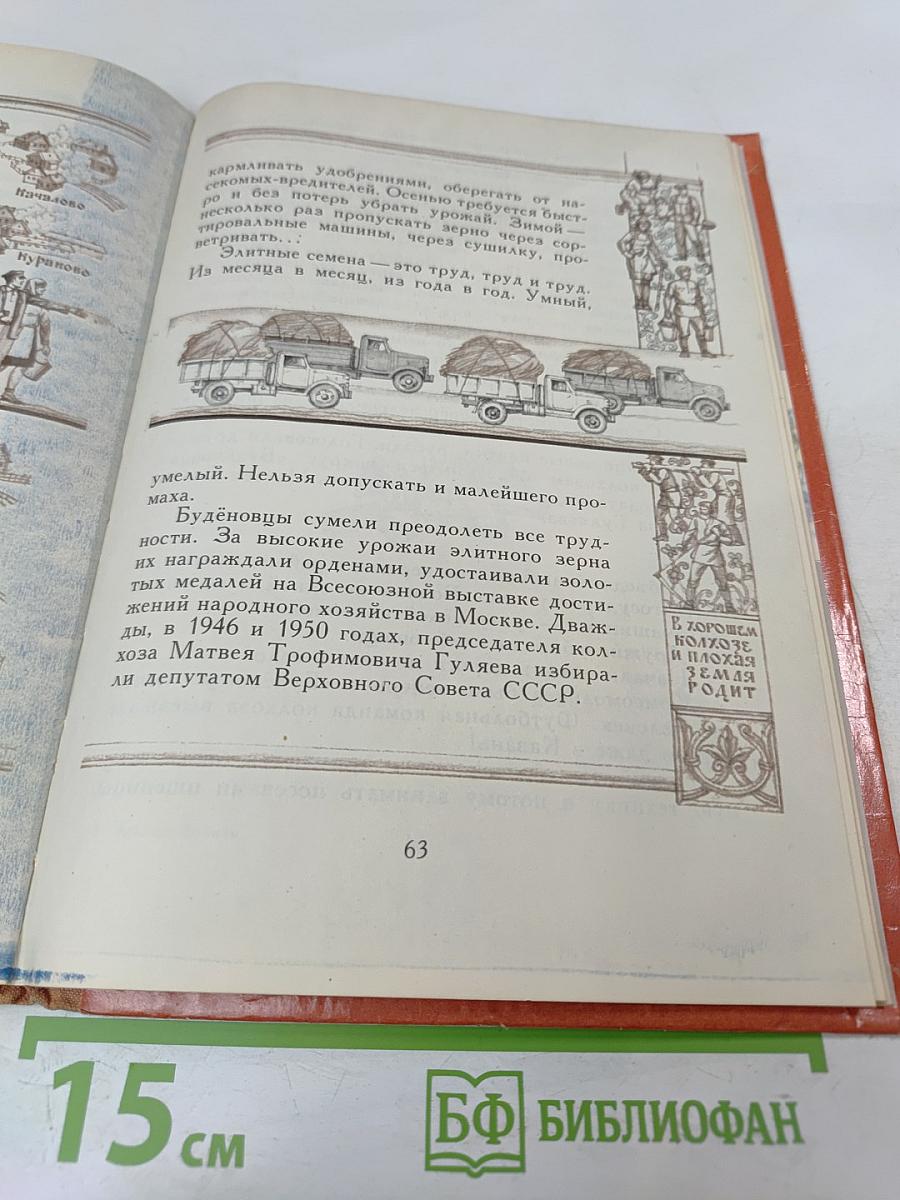 Качалово
Кураково
кармливать удобрениями, оберегать от на-
секомых-вредителей. Осенью требуется быст-
ро и без потерь убрать урожай. Зимой —
несколько раз пропускать зерно через сор-
тировальные машины, через сушилку, про-
ветривать...
Элитные семена — это труд, труд и труд.
Из месяца в месяц, из года в год. Умный,
умелый. Нельзя допускать и малейшего про-
маха.
Будёновцы сумели преодолеть все труд-
ности. За высокие урожаи элитного зерна
их награждали орденами, удостаивали золо-
тых медалей на Всесоюзной выставке дости-
жений народного хозяйства в Москве. Дваж-
ды, в 1946 и 1950 годах, председателя кол-
хоза Матвея Трофимовича Гуляева избира-
ли депутатом Верховного Совета СССР.
В ХОРОШЕМ
КОЛХОЗЕ
И ПЛОХАЯ
ЗЕМЛЯ
РОДИТ
63
15 см
БФ БИБЛИОФАН